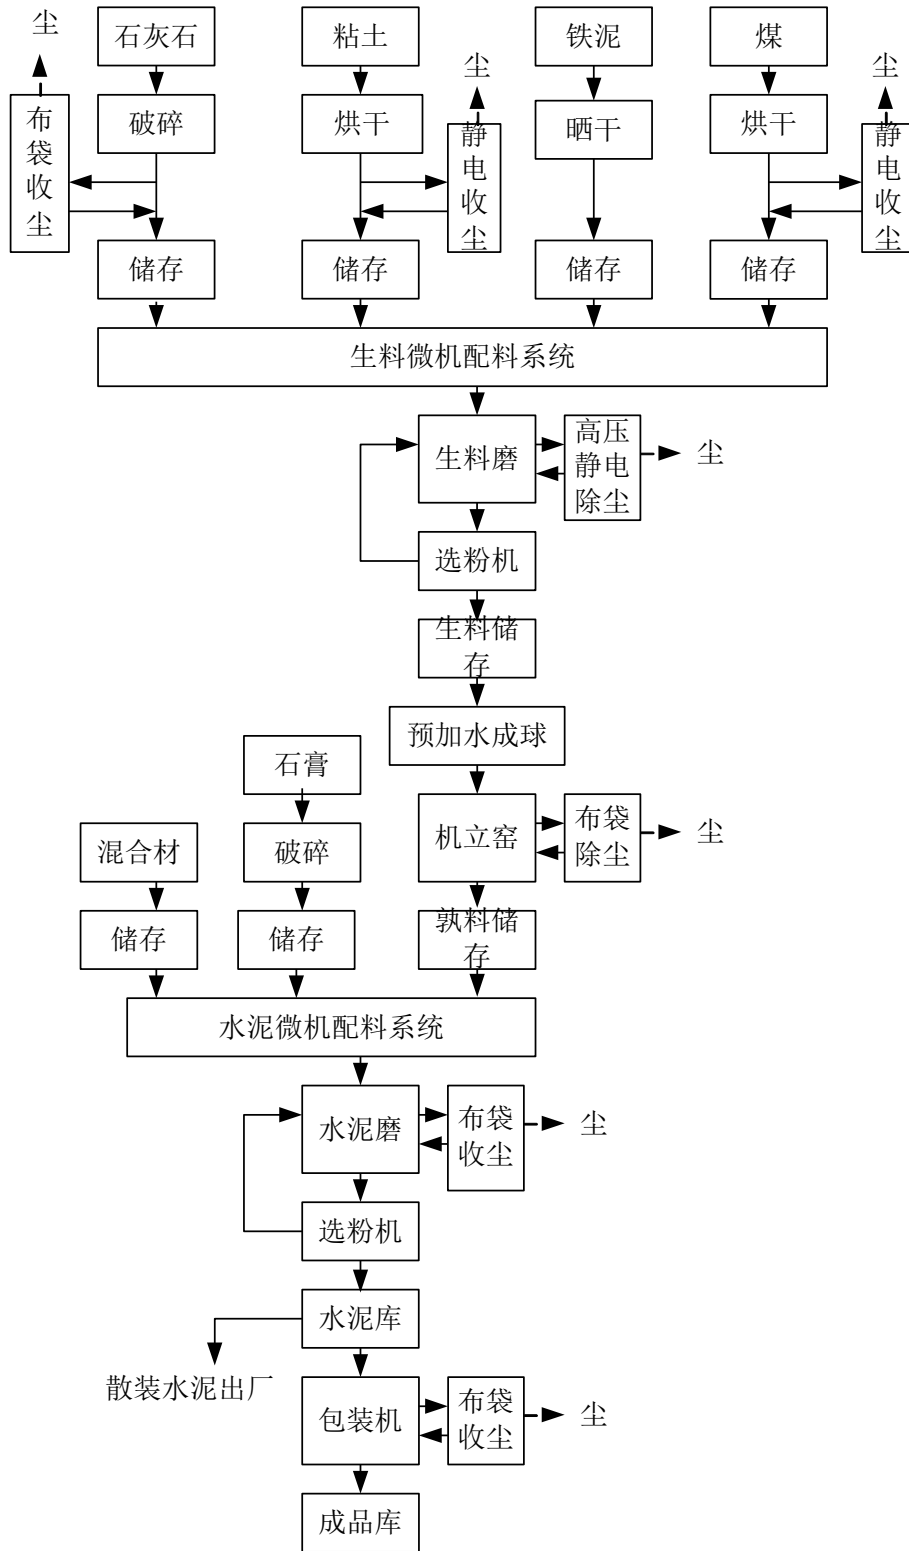 尘
石灰石
粘土
铁泥
煤
尘
尘
布
袋
收
尘
破碎
烘干
静
电
收
尘
晒干
烘干
静
电
收
尘
储存
储存
储存
储存
生料微机配料系统
生料磨
高压
静电
除尘
尘
选粉机
生料储
存
预加水成球
石膏
机立窑
布袋
除尘
尘
混合材
破碎
储存
储存
孰料储
存
水泥微机配料系统
水泥磨
布袋
收尘
尘
选粉机
水泥库
散装水泥出厂
包装机
布袋
收尘
尘
成品库